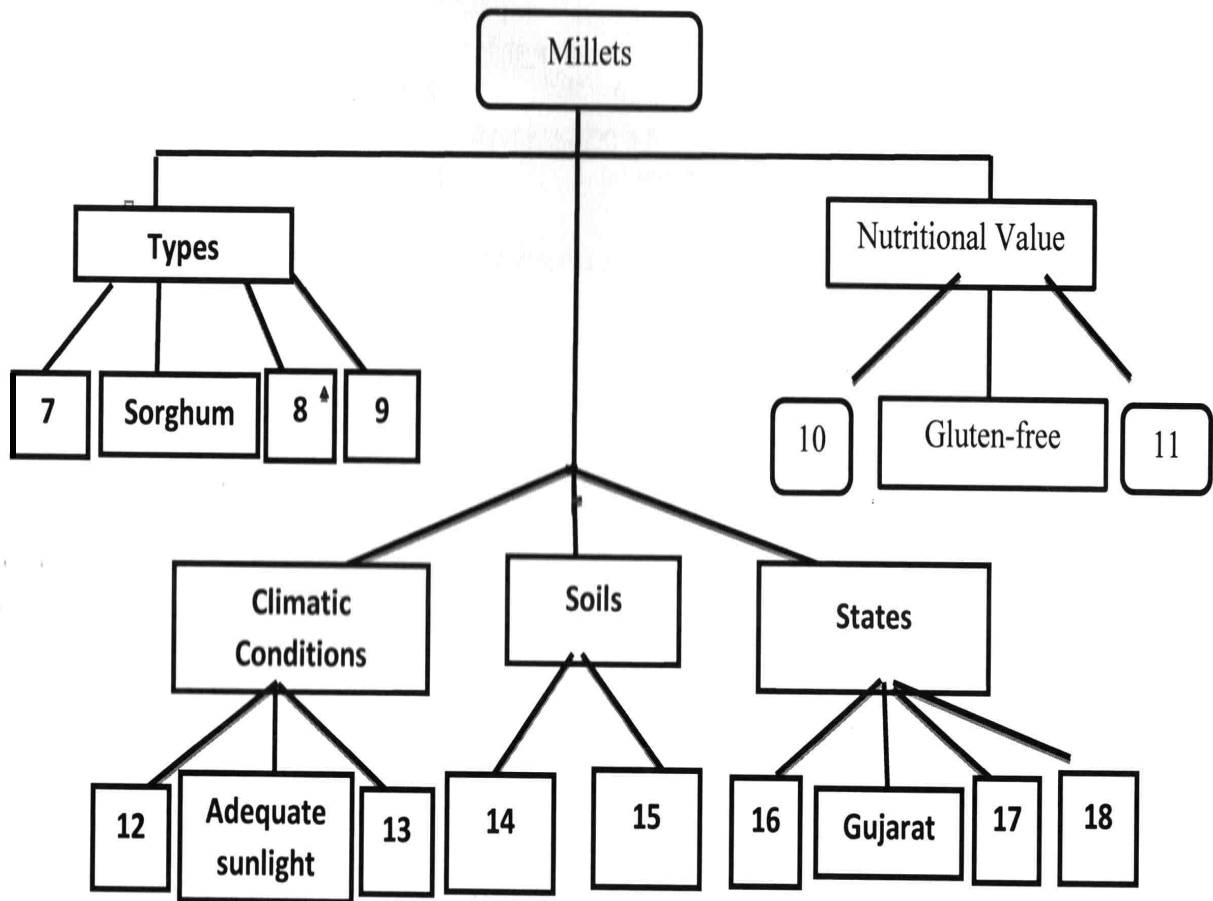 Millets
Types
Nutritional Value
7
Sorghum
8
9
10
Gluten-free
11
Climatic
Conditions
Soils
States
12
Adequate
sunlight
13
14
15
16
Gujarat
17
18